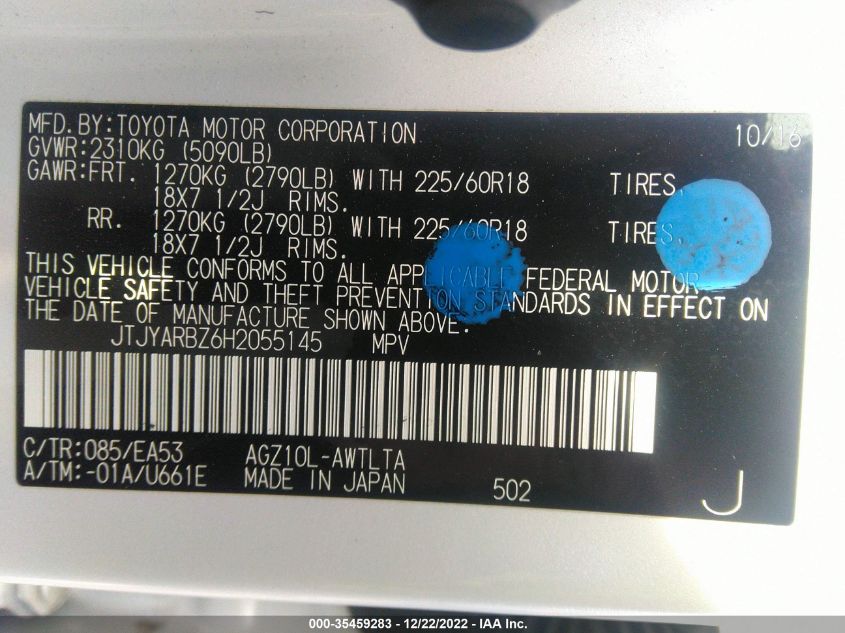 MFD.BY:TOYOTA MOTOR CORPORATION 10/16
GVWR:2310KG (5090LB)
GAWR:FRT. 1270KG (2790LB) WITH 225/60R18 TIRES,
18X7 1/2J RIMS.
RR. 1270KG (2790LB) WITH 225/60R18 TIRES,
18X7 1/2J RIMS.
THIS VEHICLE CONFORMS TO ALL APPLICABLE FEDERAL MOTOR
VEHICLE SAFETY AND THEFT PREVENTION STANDARDS IN EFFECT ON
THE DATE OF MANUFACTURE SHOWN ABOVE.
JTJYARBZ6H2055145 MPV
C/TR:085/EA53 AGZ10L-AWTLTA
A/TM:-01A/U661E MADE IN JAPAN 502 J
000-35459283 - 12/22/2022 - IAA Inc.